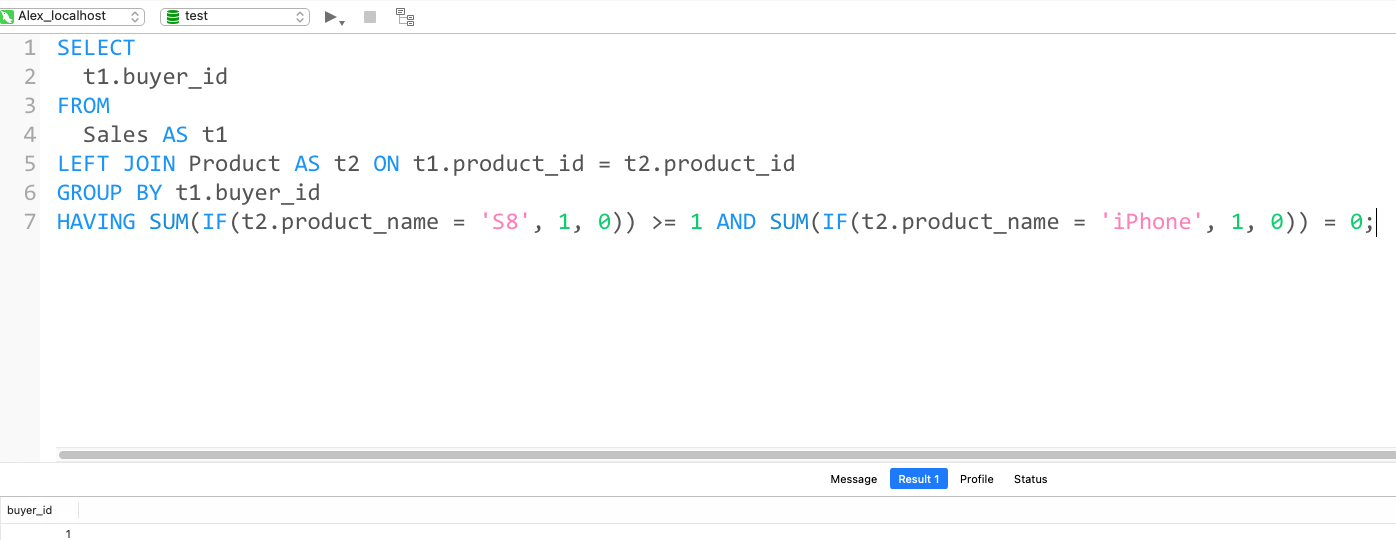 Alex_localhost test
1 SELECT
2 t1.buyer_id
3 FROM
4 Sales AS t1
5 LEFT JOIN Product AS t2 ON t1.product_id = t2.product_id
6 GROUP BY t1.buyer_id
7 HAVING SUM(IF(t2.product_name = 'S8', 1, 0)) >= 1 AND SUM(IF(t2.product_name = 'iPhone', 1, 0)) = 0;
Message Result 1 Profile Status
buyer_id
1